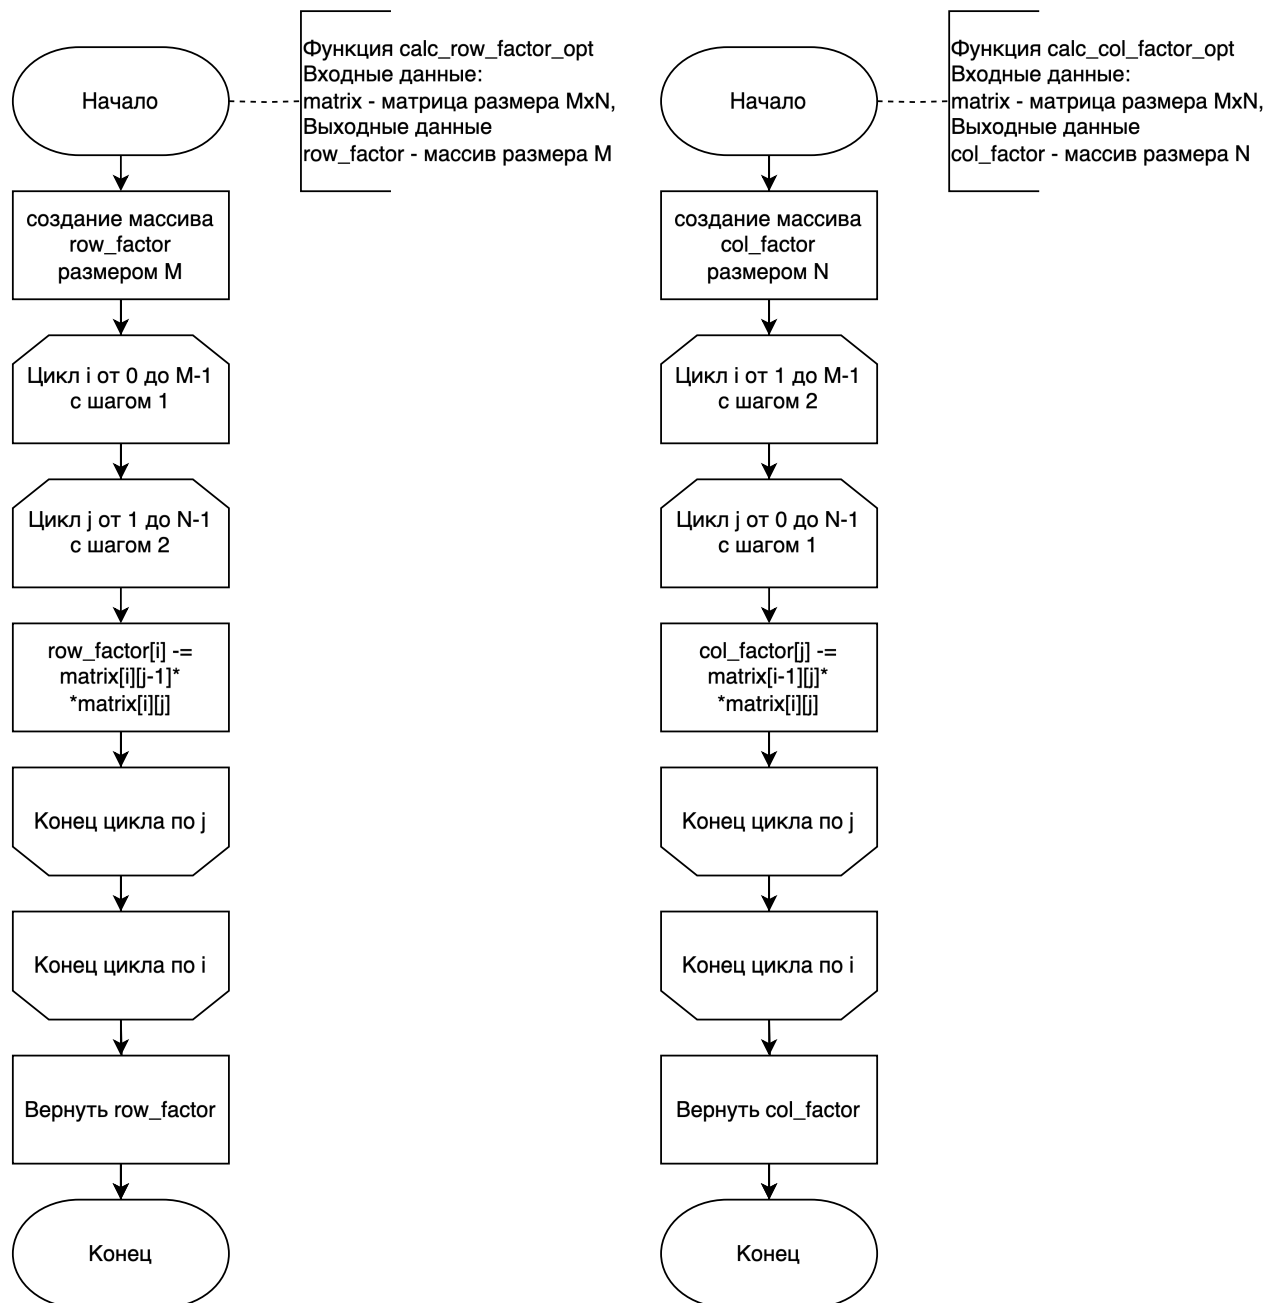 Начало
Функция calc_row_factor_opt
Входные данные:
matrix - матрица размера MxN,
Выходные данные
row_factor - массив размера M
создание массива
row_factor
размером M
Цикл i от 0 до M-1
с шагом 1
Цикл j от 1 до N-1
с шагом 2
row_factor[i] -=
matrix[i][j-1]*
*matrix[i][j]
Конец цикла по j
Конец цикла по i
Вернуть row_factor
Конец
Начало
Функция calc_col_factor_opt
Входные данные:
matrix - матрица размера MxN,
Выходные данные
col_factor - массив размера N
создание массива
col_factor
размером N
Цикл i от 1 до M-1
с шагом 2
Цикл j от 0 до N-1
с шагом 1
col_factor[j] -=
matrix[i-1][j]*
*matrix[i][j]
Конец цикла по j
Конец цикла по i
Вернуть col_factor
Конец